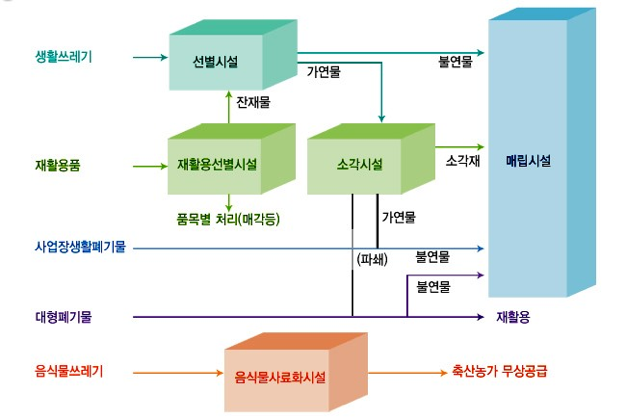 생활쓰레기
선별시설
가연물
불연물
잔재물
재활용품
재활용선별시설
소각시설
소각재
매립시설
품목별 처리(매각등)
가연물
사업장생활폐기물
(파쇄)
불연물
불연물
대형폐기물
재활용
음식물쓰레기
음식물사료화시설
축산농가 무상공급